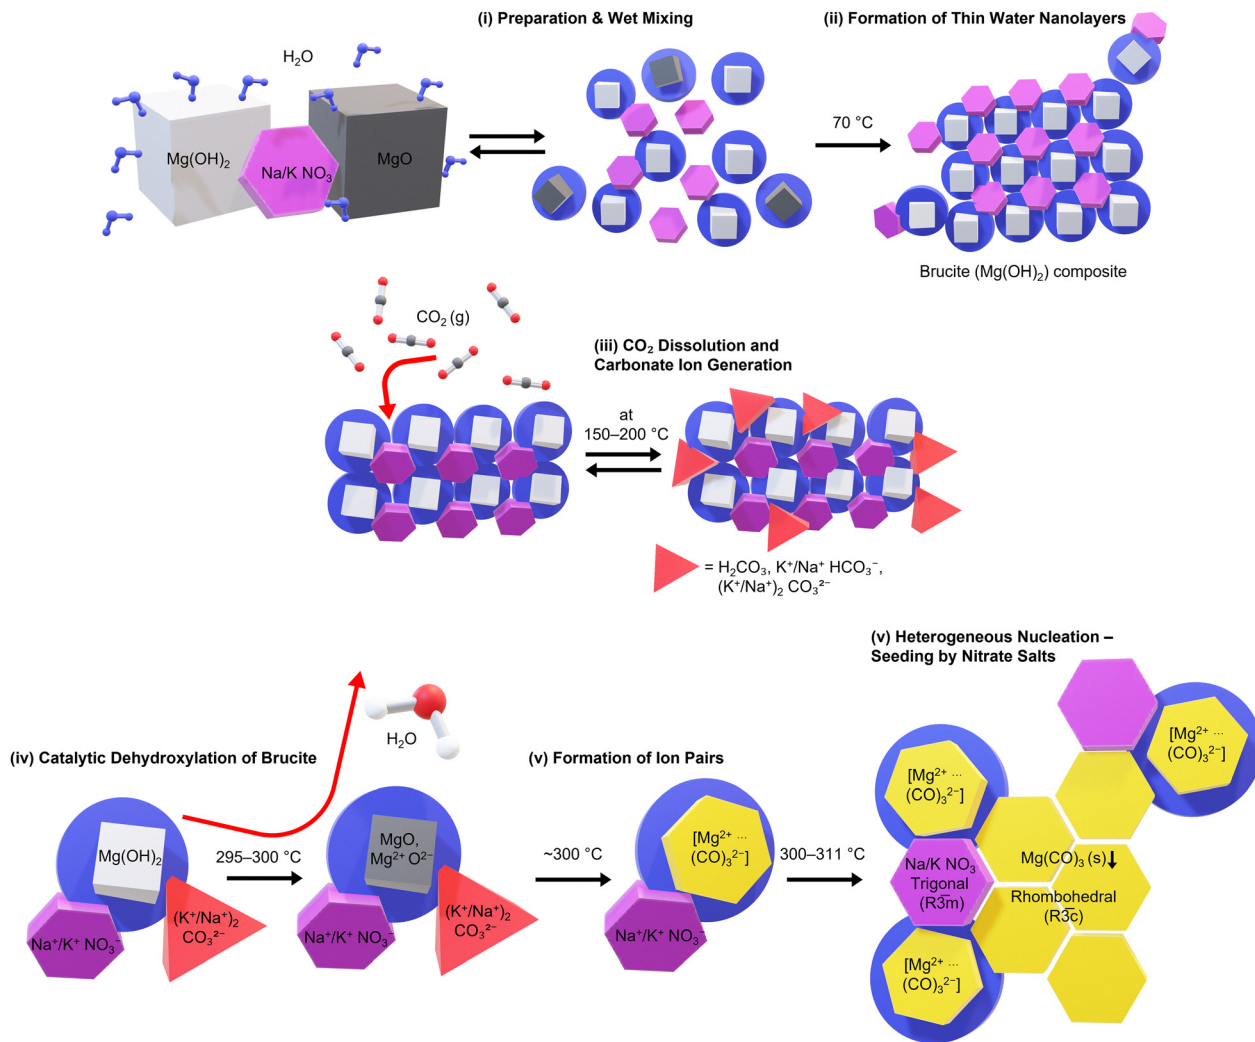 (i) Preparation & Wet Mixing
(ii) Formation of Thin Water Nanolayers
H₂O
Mg(OH)₂
Na/K NO₃
MgO
70 °C
Brucite (Mg(OH)₂) composite
CO₂ (g)
(iii) CO₂ Dissolution and
Carbonate Ion Generation
at
150–200 °C
= H₂CO₃, K⁺/Na⁺ HCO₃⁻,
(K⁺/Na⁺)₂ CO₃²⁻
(iv) Catalytic Dehydroxylation of Brucite
H₂O
Mg(OH)₂
(K⁺/Na⁺)₂
CO₃²⁻
Na⁺/K⁺ NO₃⁻
295–300 °C
MgO,
Mg²⁺ O²⁻
(K⁺/Na⁺)₂
CO₃²⁻
Na⁺/K⁺ NO₃⁻
(v) Formation of Ion Pairs
~300 °C
[Mg²⁺ ...
(CO)₃²⁻]
Na⁺/K⁺ NO₃⁻
300–311 °C
(v) Heterogeneous Nucleation –
Seeding by Nitrate Salts
[Mg²⁺ ...
(CO)₃²⁻]
[Mg²⁺ ...
(CO)₃²⁻]
Na/K NO₃
Trigonal
(R3̅m)
Mg(CO)₃ (s)↓
Rhombohedral
(R3̅c)
[Mg²⁺ ...
(CO)₃²⁻]